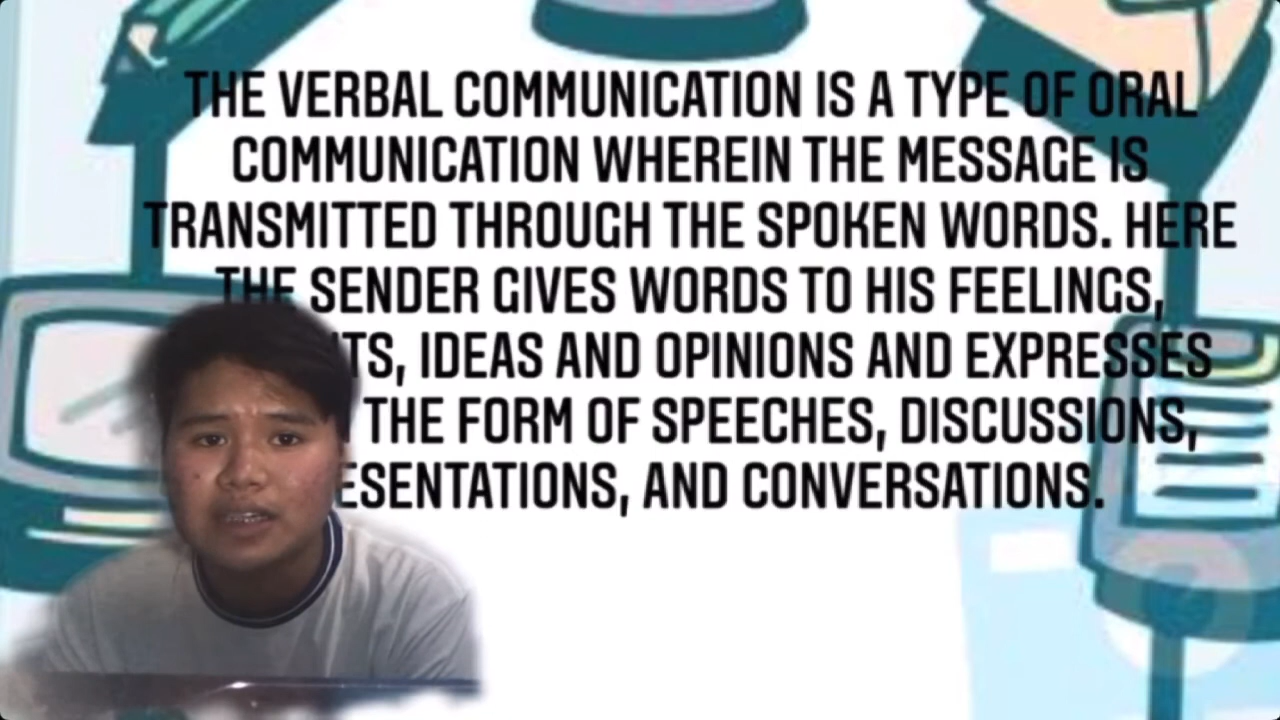 THE VERBAL COMMUNICATION IS A TYPE OF ORAL
COMMUNICATION WHEREIN THE MESSAGE IS
TRANSMITTED THROUGH THE SPOKEN WORDS. HERE
THE SENDER GIVES WORDS TO HIS FEELINGS,
IDEAS AND OPINIONS AND EXPRESSES
THE FORM OF SPEECHES, DISCUSSIONS,
AND CONVERSATIONS.